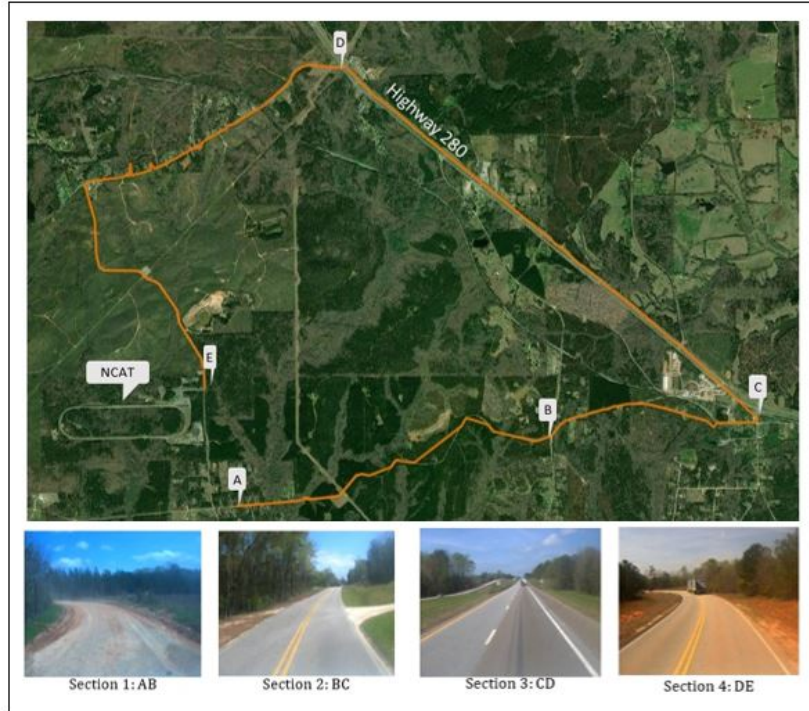 D
Highway 280
E
NCAT
C
B
A
Section 1: AB
Section 2: BC
Section 3: CD
Section 4: DE